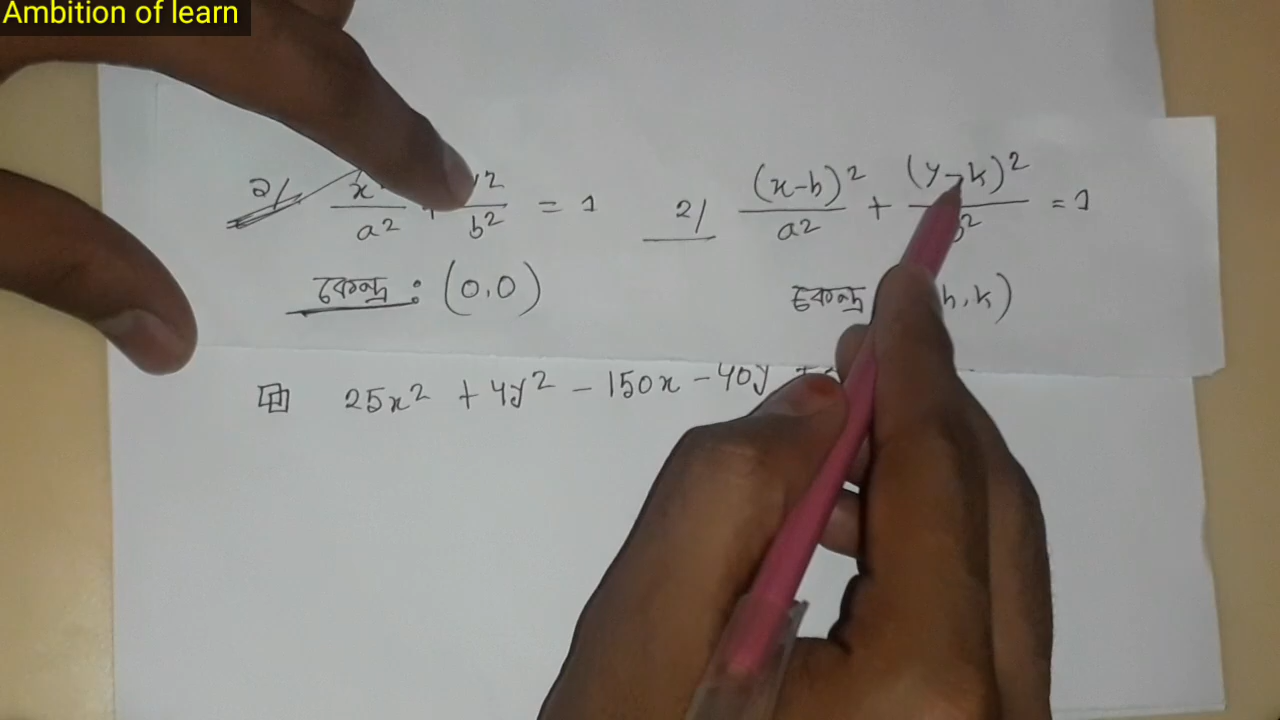 Ambition of learn
১/ x² / a² + y² / b² = 1 ২/ (x-h)² / a² + (y-k)² / b² = 1
কেন্দ্র : (0,0) কেন্দ্র h,k)
25x² + 4y² - 150x - 40y